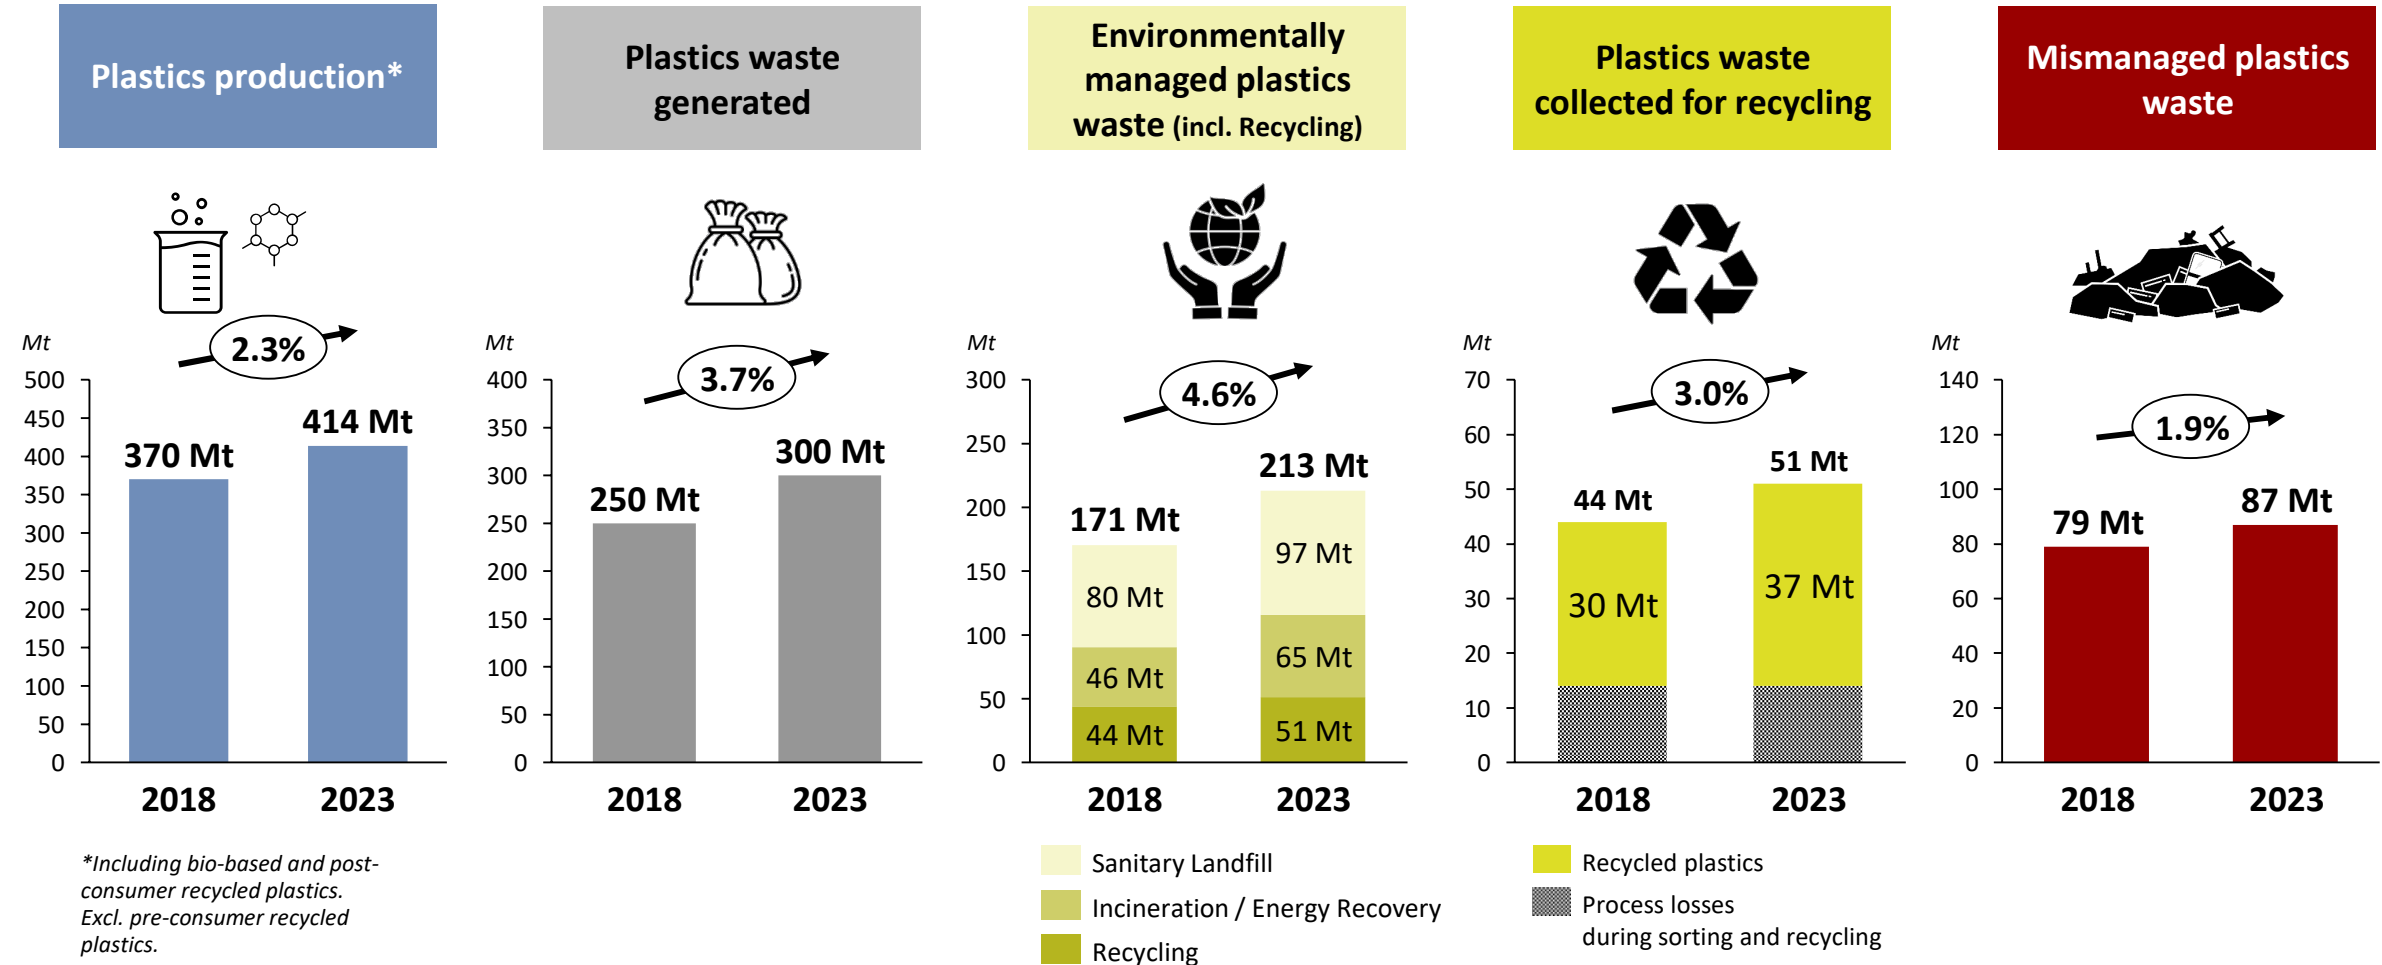 Plastics production*
Plastics waste
generated
Environmentally
managed plastics
waste (incl. Recycling)
Plastics waste
collected for recycling
Mismanaged plastics
waste
Mt
2.3%
500
450
400
350
300
250
200
150
100
50
0
370 Mt
414 Mt
2018
2023
*Including bio-based and post-
consumer recycled plastics.
Excl. pre-consumer recycled
plastics.
Mt
3.7%
400
350
300
250
200
150
100
50
0
250 Mt
300 Mt
2018
2023
Mt
4.6%
300
250
200
150
100
50
0
171 Mt
80 Mt
46 Mt
44 Mt
213 Mt
97 Mt
65 Mt
51 Mt
2018
2023
Sanitary Landfill
Incineration / Energy Recovery
Recycling
Mt
3.0%
70
60
50
40
30
20
10
0
44 Mt
30 Mt
51 Mt
37 Mt
2018
2023
Recycled plastics
Process losses
during sorting and recycling
Mt
1.9%
140
120
100
80
60
40
20
0
79 Mt
87 Mt
2018
2023